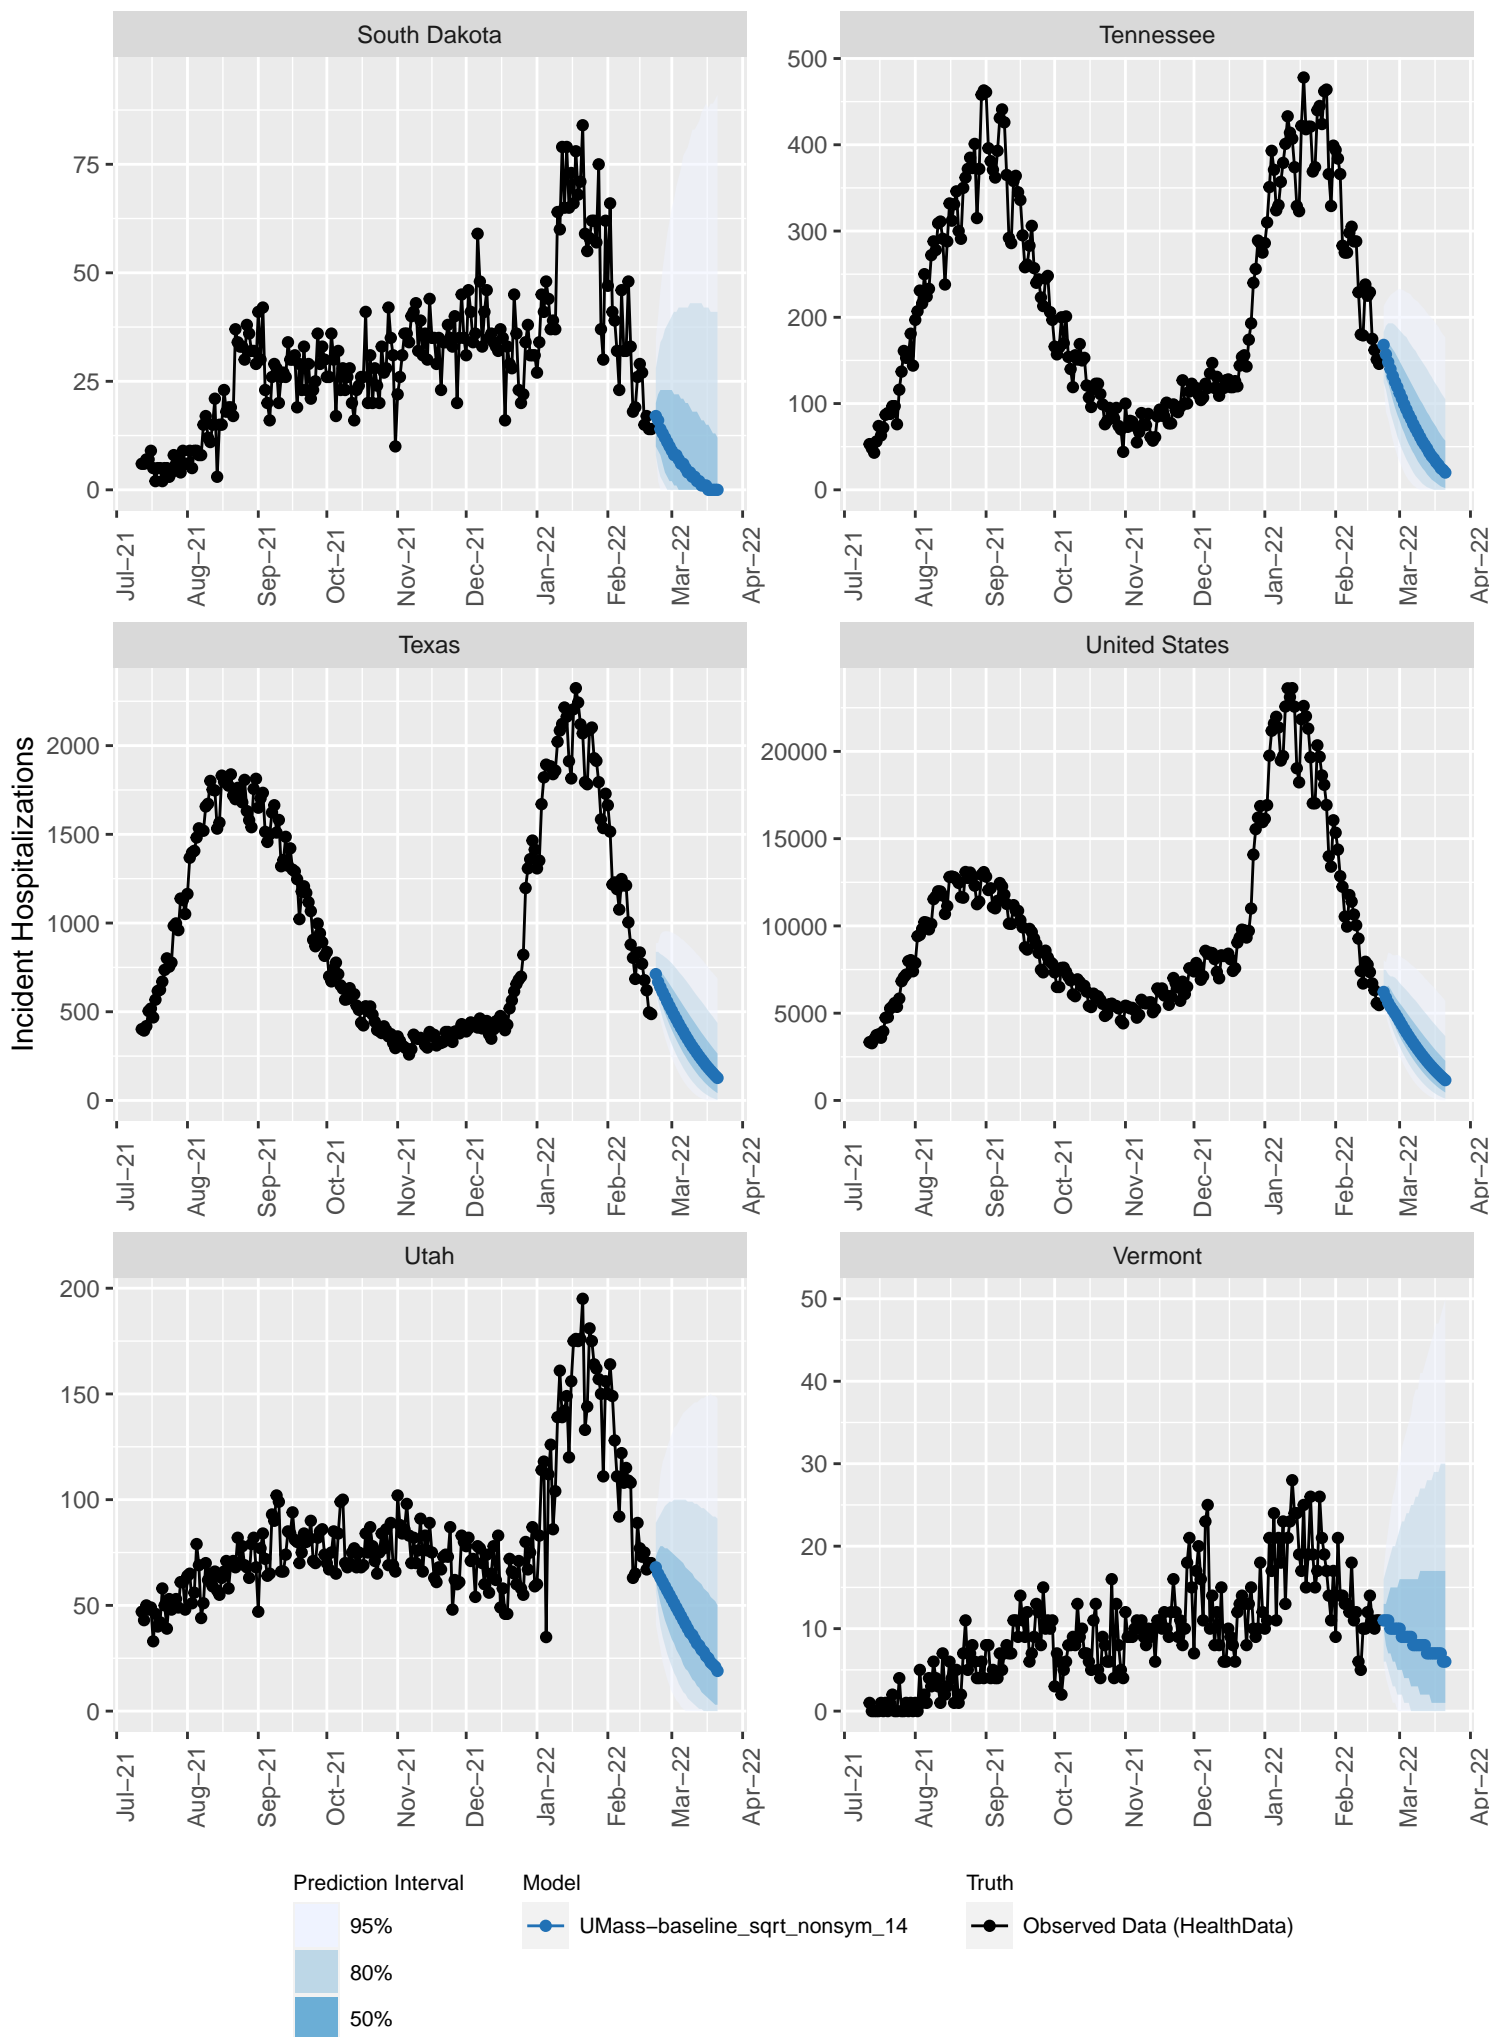 South Dakota
Tennessee
75
50
25
0
500
400
300
200
100
0
Jul−21
Aug−21
Sep−21
Oct−21
Nov−21
Dec−21
Jan−22
Feb−22
Mar−22
Apr−22
Jul−21
Aug−21
Sep−21
Oct−21
Nov−21
Dec−21
Jan−22
Feb−22
Mar−22
Apr−22
Incident Hospitalizations
Texas
United States
2000
1500
1000
500
0
20000
15000
10000
5000
0
Jul−21
Aug−21
Sep−21
Oct−21
Nov−21
Dec−21
Jan−22
Feb−22
Mar−22
Apr−22
Jul−21
Aug−21
Sep−21
Oct−21
Nov−21
Dec−21
Jan−22
Feb−22
Mar−22
Apr−22
Utah
Vermont
200
150
100
50
0
50
40
30
20
10
0
Jul−21
Aug−21
Sep−21
Oct−21
Nov−21
Dec−21
Jan−22
Feb−22
Mar−22
Apr−22
Jul−21
Aug−21
Sep−21
Oct−21
Nov−21
Dec−21
Jan−22
Feb−22
Mar−22
Apr−22
Prediction Interval
95%
80%
50%
Model
UMass−baseline_sqrt_nonsym_14
Truth
Observed Data (HealthData)